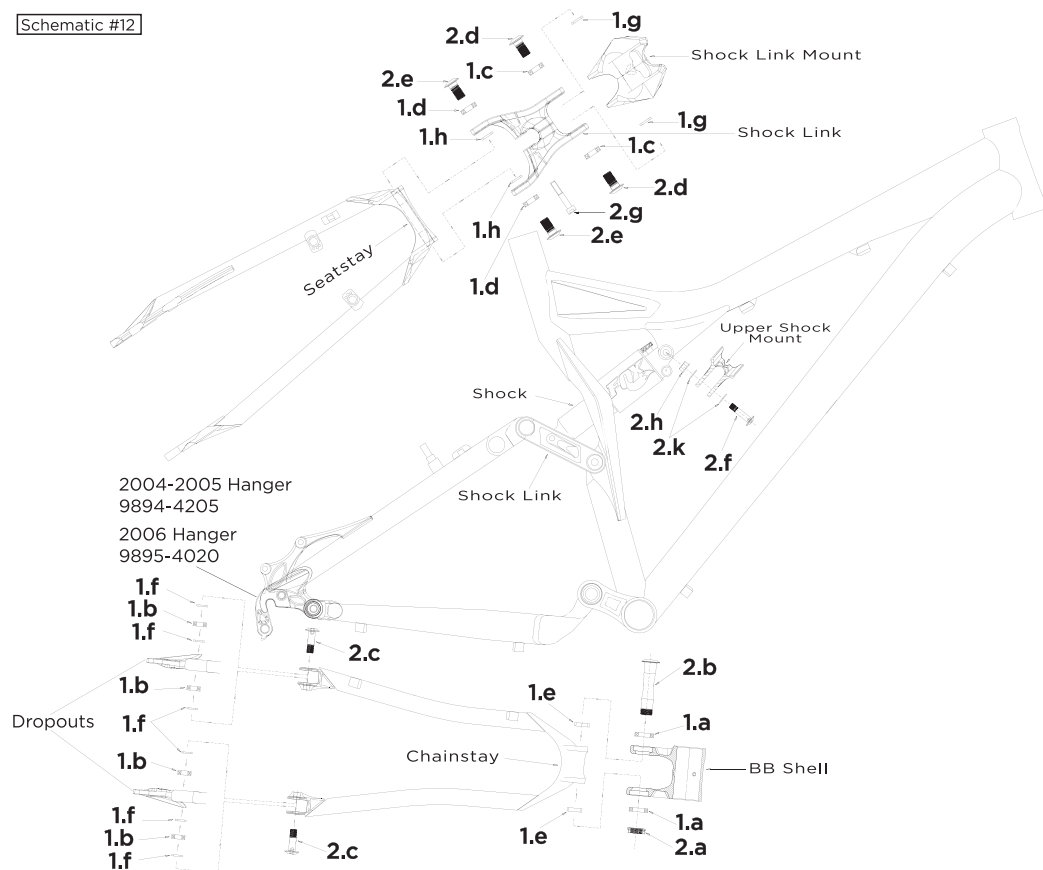 Schematic #12
1.g
2.d
Shock Link Mount
1.c
2.e
1.d
1.g
Shock Link
1.h
1.c
2.d
2.g
1.h
2.e
Seatstay
1.d
Upper Shock
Mount
Shock
2.h
2.k
2.f
2004-2005 Hanger
9894-4205
Shock Link
2006 Hanger
9895-4020
1.f
1.b
1.f
2.c
2.b
1.b
1.e
Dropouts
1.f
1.a
Chainstay
BB Shell
1.b
1.f
1.e
1.a
1.b
2.a
1.f
2.c